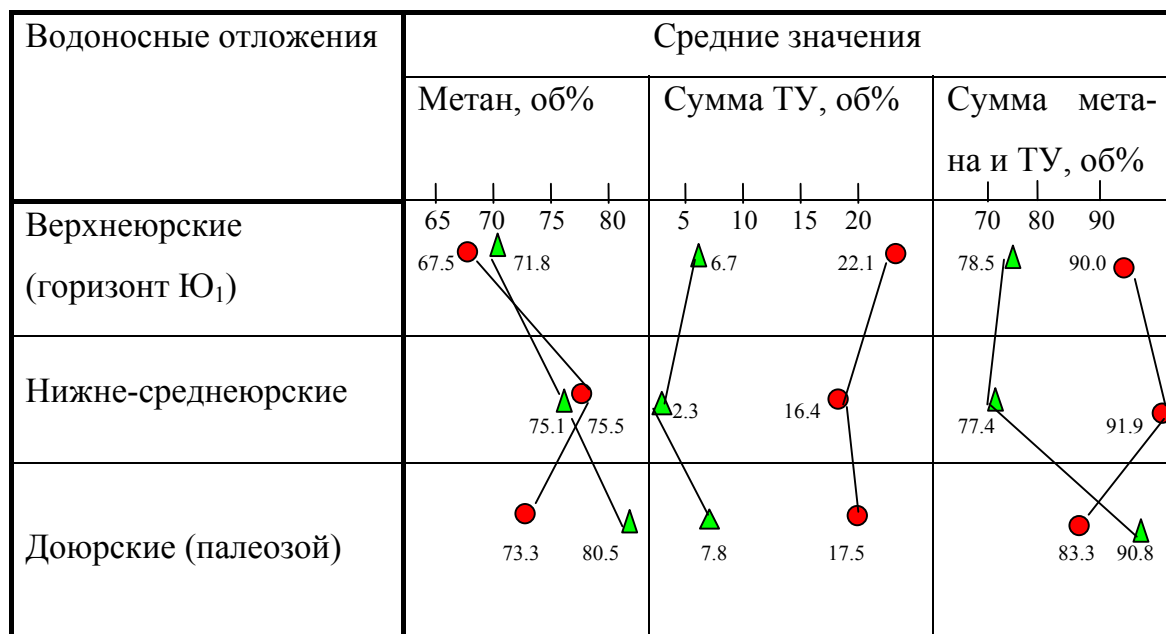 Водоносные отложения
Средние значения
Метан, об%
Сумма ТУ, об%
Сумма мета-
на и ТУ, об%
65 70 75 80
5 10 15 20
70 80 90
Верхнеюрские
(горизонт Ю₁)
67.5 71.8
6.7 22.1
78.5 90.0
Нижне-среднеюрские
75.1 75.5
2.3 16.4
77.4 91.9
Доюрские (палеозой)
73.3 80.5
7.8 17.5
83.3 90.8